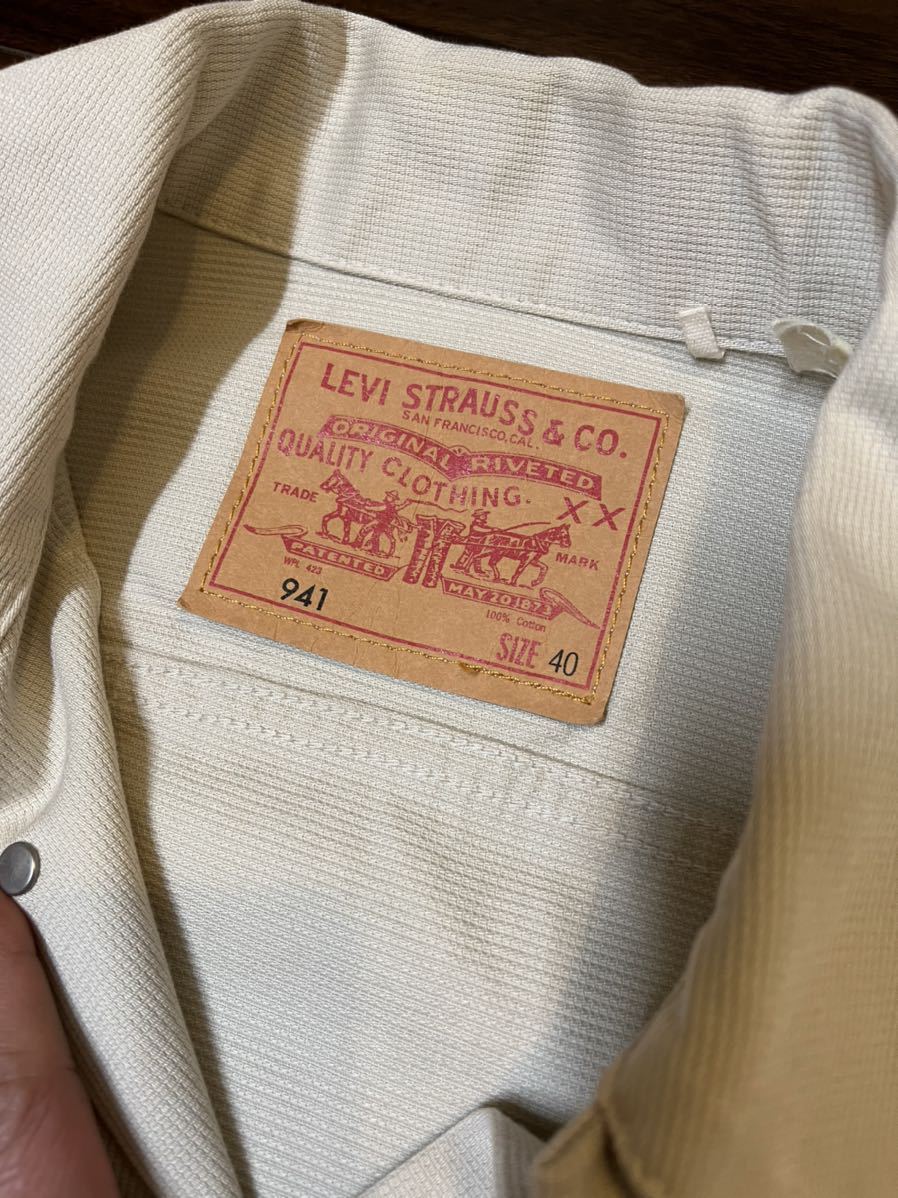 LEVI STRAUSS & CO.
SAN FRANCISCO, CAL.
ORIGINAL RIVETED
QUALITY CLOTHING.
XX
TRADE MARK
PATENTED MAY 20 1873
WPL 423
941
100% Cotton
SIZE 40